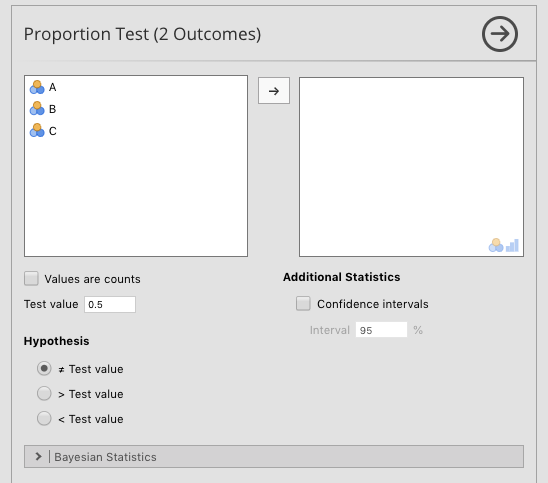 Proportion Test (2 Outcomes)
A
B
C
Values are counts
Test value 0.5
Hypothesis
≠ Test value
> Test value
< Test value
Additional Statistics
Confidence intervals
Interval 95 %
Bayesian Statistics